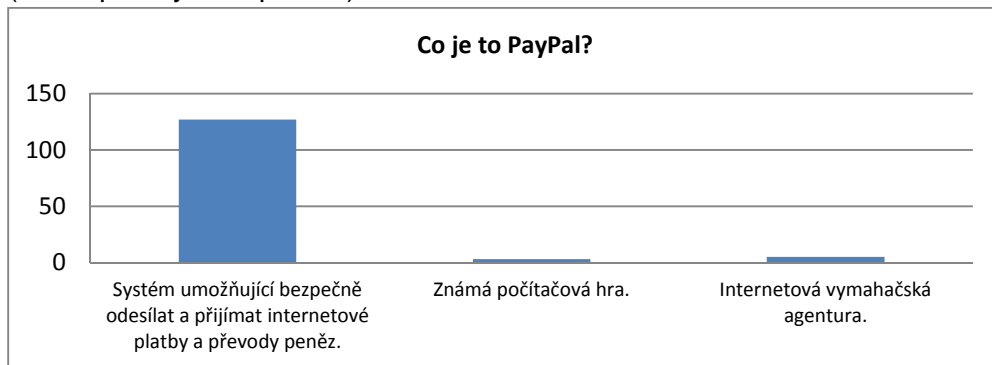 Co je to PayPal?
150
100
50
0
Systém umožňující bezpečně
odesílat a přijímat internetové
platby a převody peněz.
Známá počítačová hra.
Internetová vymahačská
agentura.